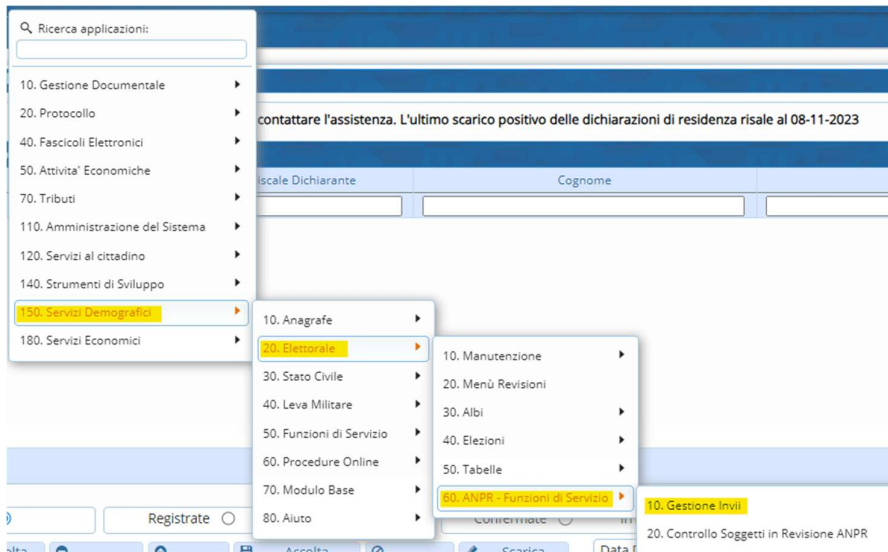 Ricerca applicazioni:
10. Gestione Documentale
20. Protocollo
40. Fascicoli Elettronici
50. Attivita' Economiche
70. Tributi
110. Amministrazione del Sistema
120. Servizi al cittadino
140. Strumenti di Sviluppo
150. Servizi Demografici
180. Servizi Economici
contattare l'assistenza. L'ultimo scarico positivo delle dichiarazioni di residenza risale al 08-11-2023
iscale Dichiarante
Cognome
10. Anagrafe
20. Elettorale
30. Stato Civile
40. Leva Militare
50. Funzioni di Servizio
60. Procedure Online
70. Modulo Base
80. Aiuto
10. Manutenzione
20. Menù Revisioni
30. Albi
40. Elezioni
50. Tabelle
60. ANPR - Funzioni di Servizio
10. Gestione Invii
20. Controllo Soggetti in Revisione ANPR
Registrate
Confermate
Accolta
Scarica
Data